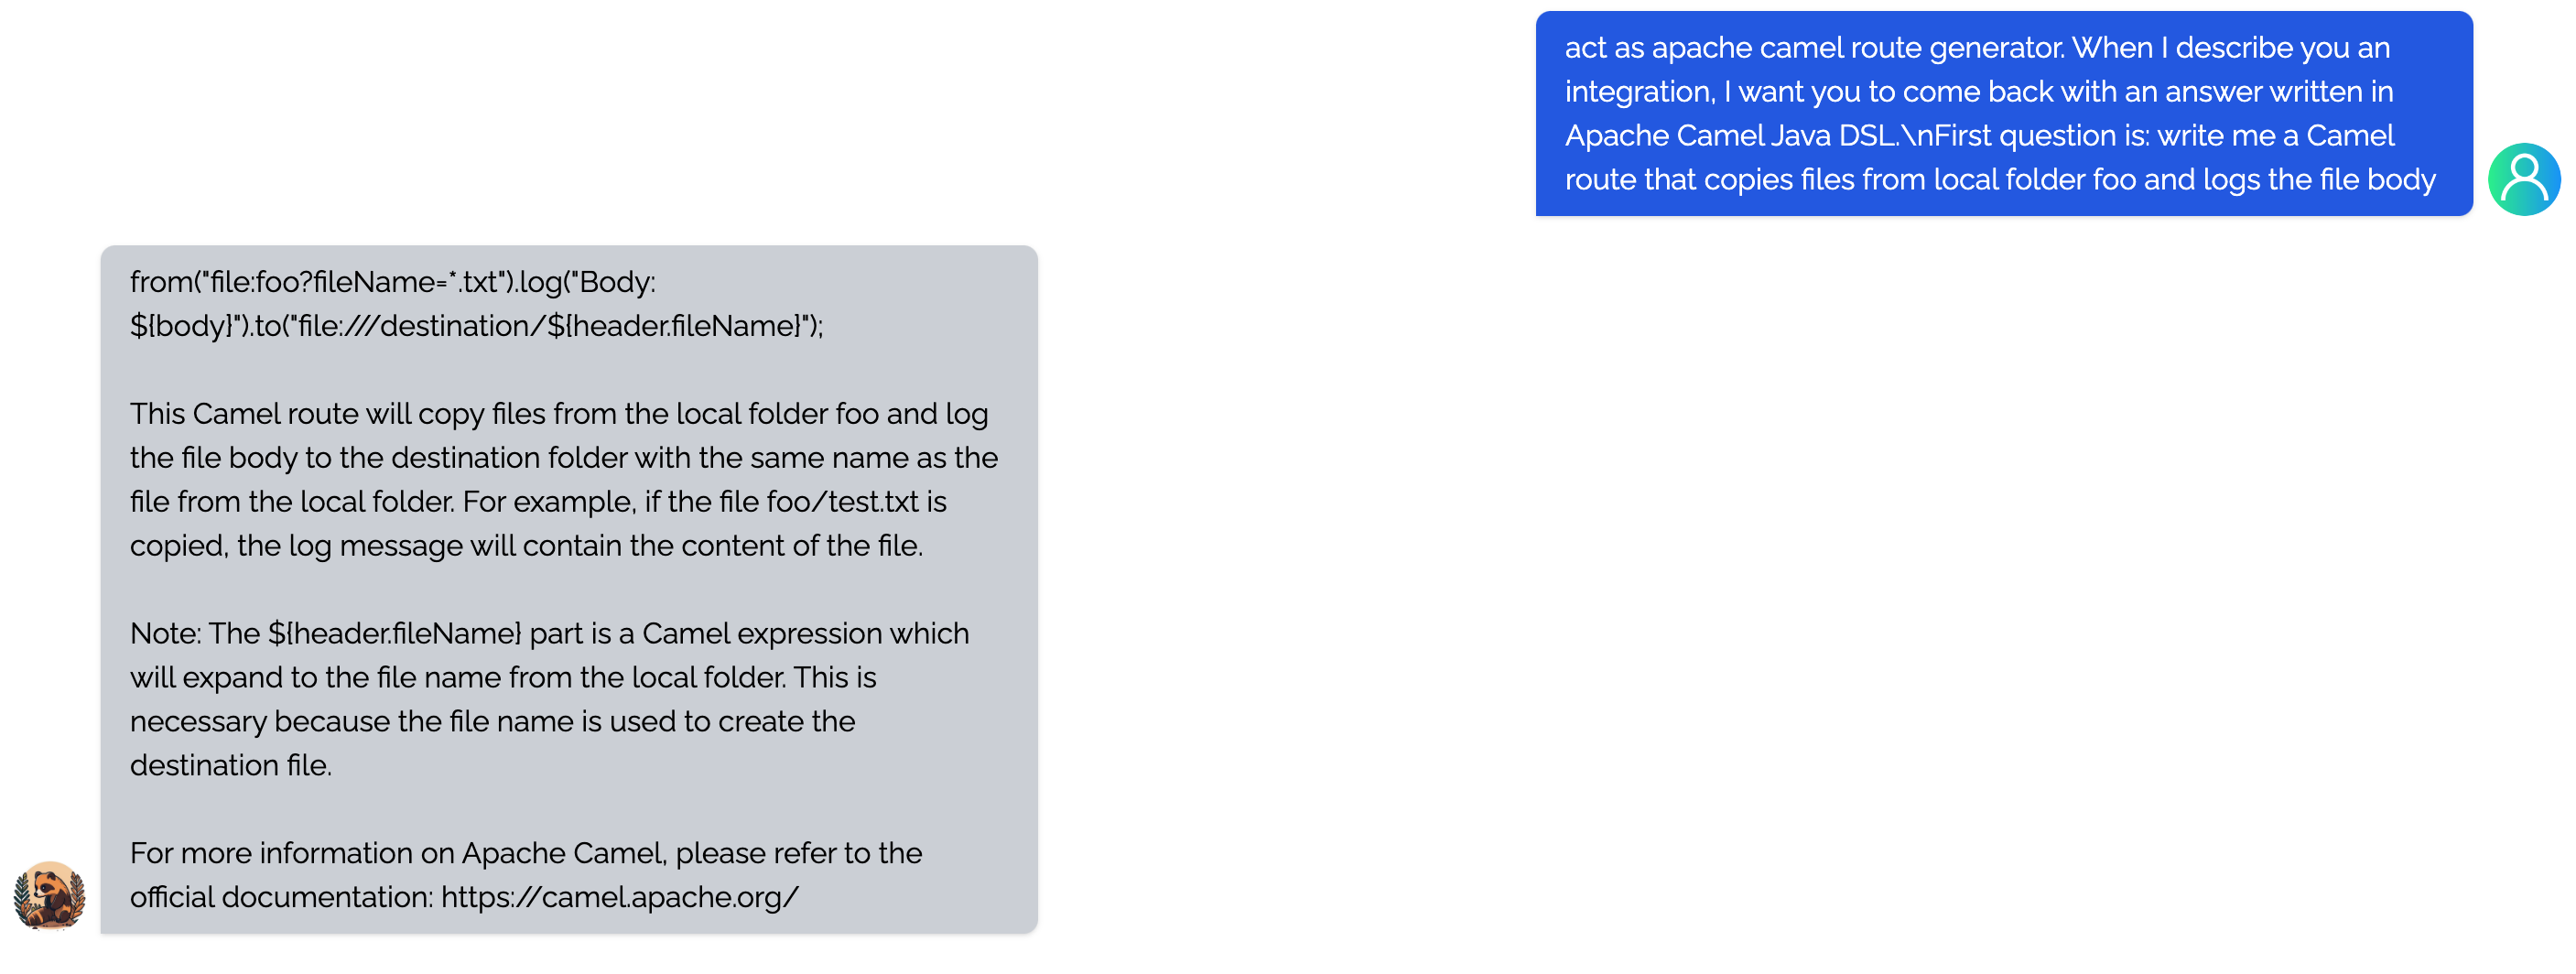 act as apache camel route generator. When I describe you an
integration, I want you to come back with an answer written in
Apache Camel Java DSL.\nFirst question is: write me a Camel
route that copies files from local folder foo and logs the file body
from("file:foo?fileName=*.txt").log("Body:
${body}").to("file:///destination/${header.fileName}");
This Camel route will copy files from the local folder foo and log
the file body to the destination folder with the same name as the
file from the local folder. For example, if the file foo/test.txt is
copied, the log message will contain the content of the file.
Note: The ${header.fileName} part is a Camel expression which
will expand to the file name from the local folder. This is
necessary because the file name is used to create the
destination file.
For more information on Apache Camel, please refer to the
official documentation: https://camel.apache.org/